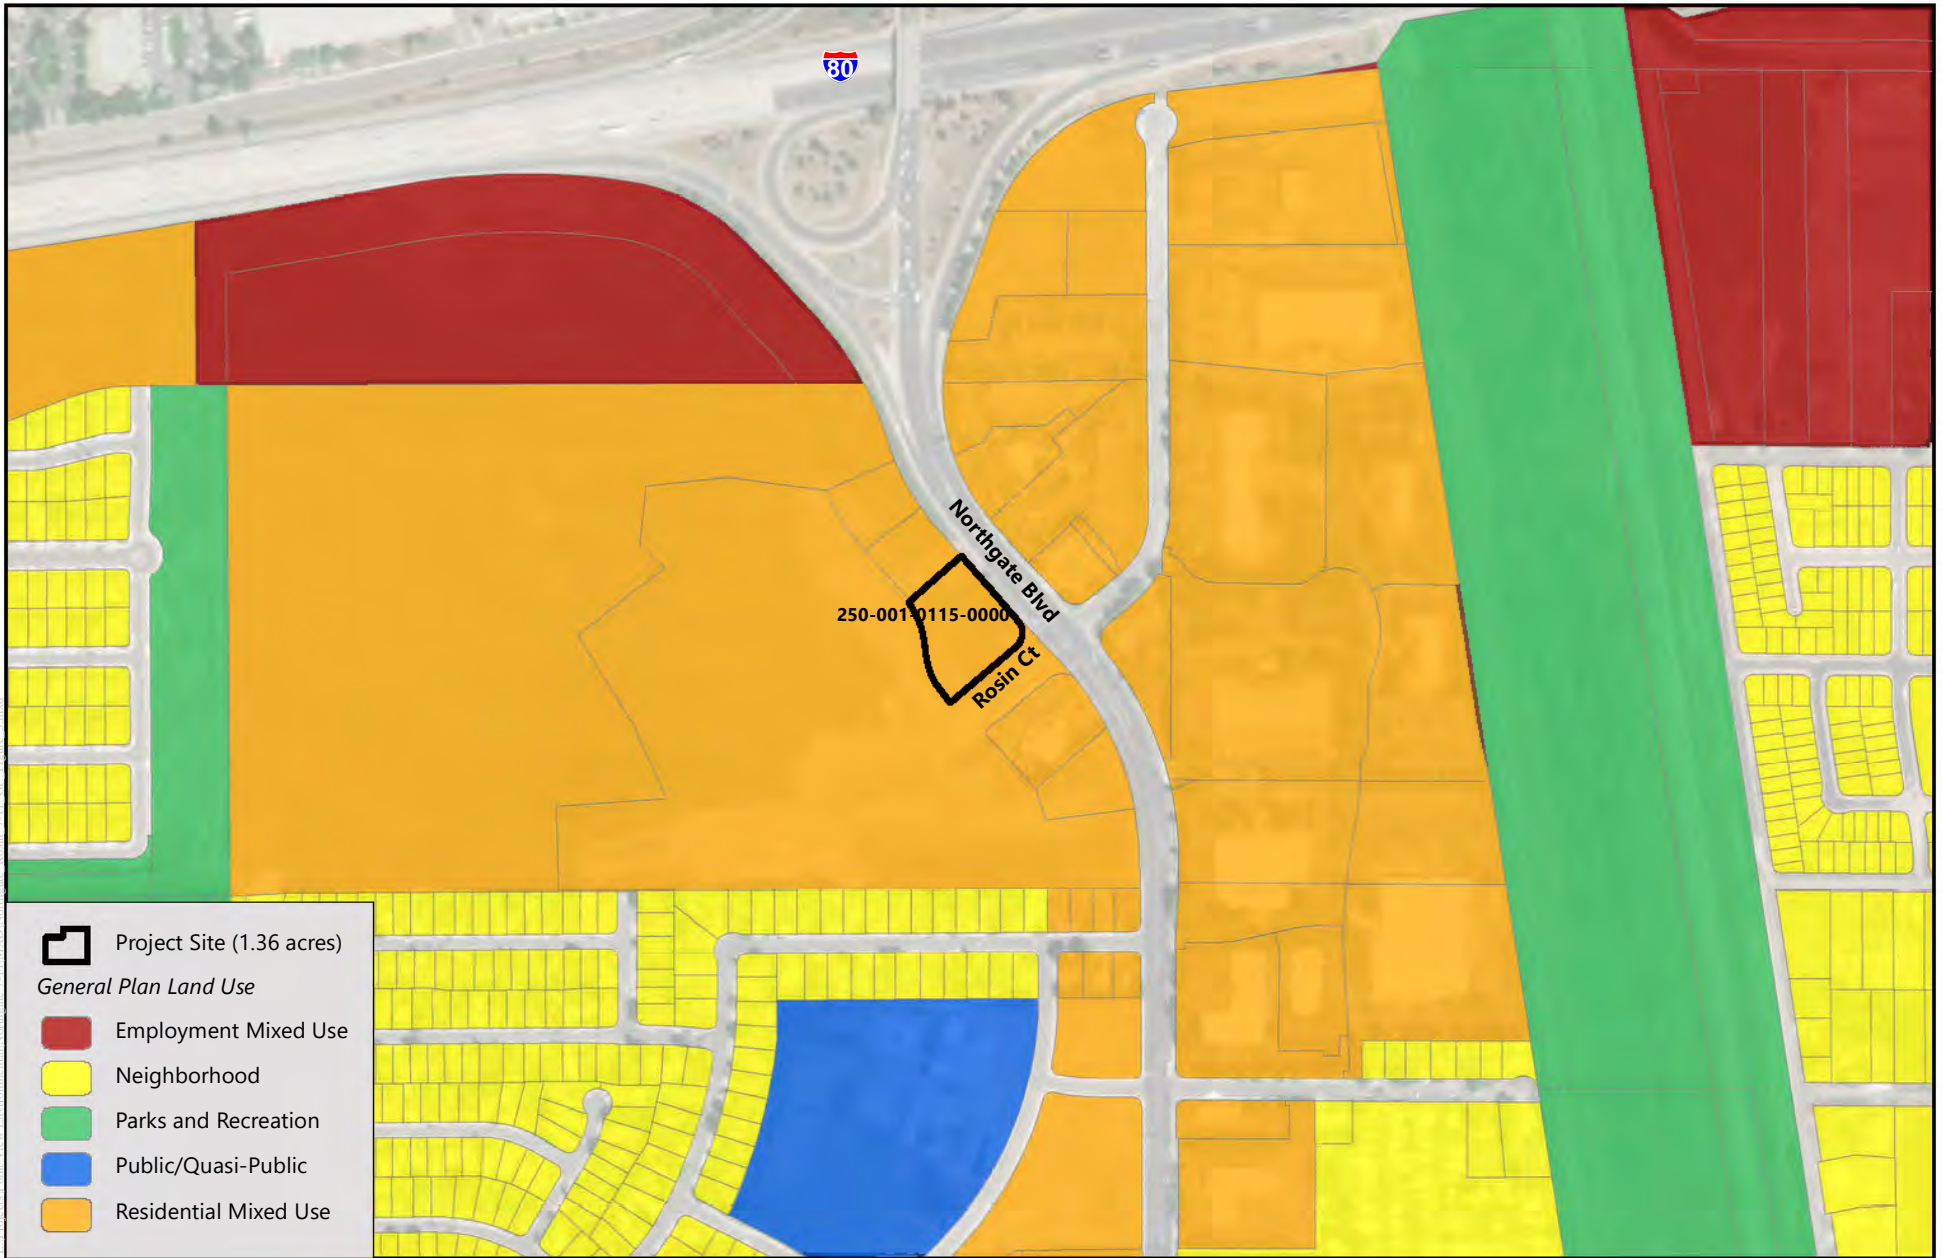 80
Northgate Blvd
250-001-0115-0000
Rosin Ct
Project Site (1.36 acres)
General Plan Land Use
Employment Mixed Use
Neighborhood
Parks and Recreation
Public/Quasi-Public
Residential Mixed Use